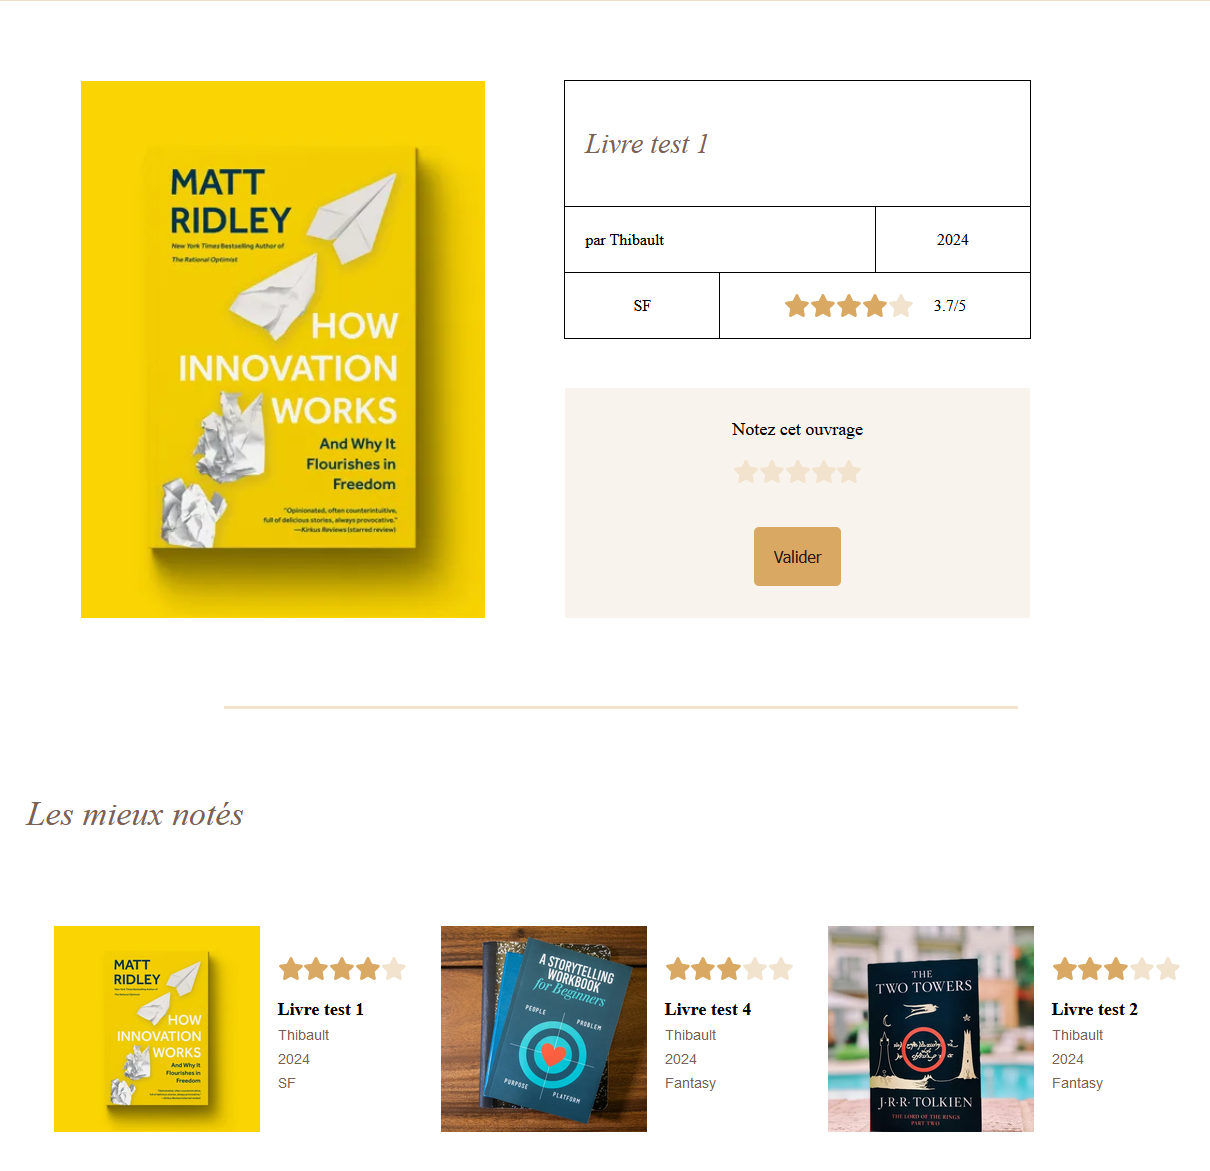 MATT
RIDLEY
New York Times Bestselling Author of
The Rational Optimist
HOW
INNOVATION
WORKS
And Why It
Flourishes in
Freedom
"Opinionated, often counterintuitive,
full of delicious stories, always provocative."
—Kirkus Reviews (starred review)
Livre test 1
par Thibault
2024
SF
3.7/5
Notez cet ouvrage
Valider
Les mieux notés
MATT
RIDLEY
HOW
INNOVATION
WORKS
And Why It
Flourishes in
Freedom
Livre test 1
Thibault
2024
SF
A STORYTELLING
WORKBOOK
for Beginners
PEOPLE
PROBLEM
PURPOSE
PLATFORM
Livre test 4
Thibault
2024
Fantasy
THE
TWO TOWERS
J·R·R·TOLKIEN
THE LORD OF THE RINGS
PART TWO
Livre test 2
Thibault
2024
Fantasy